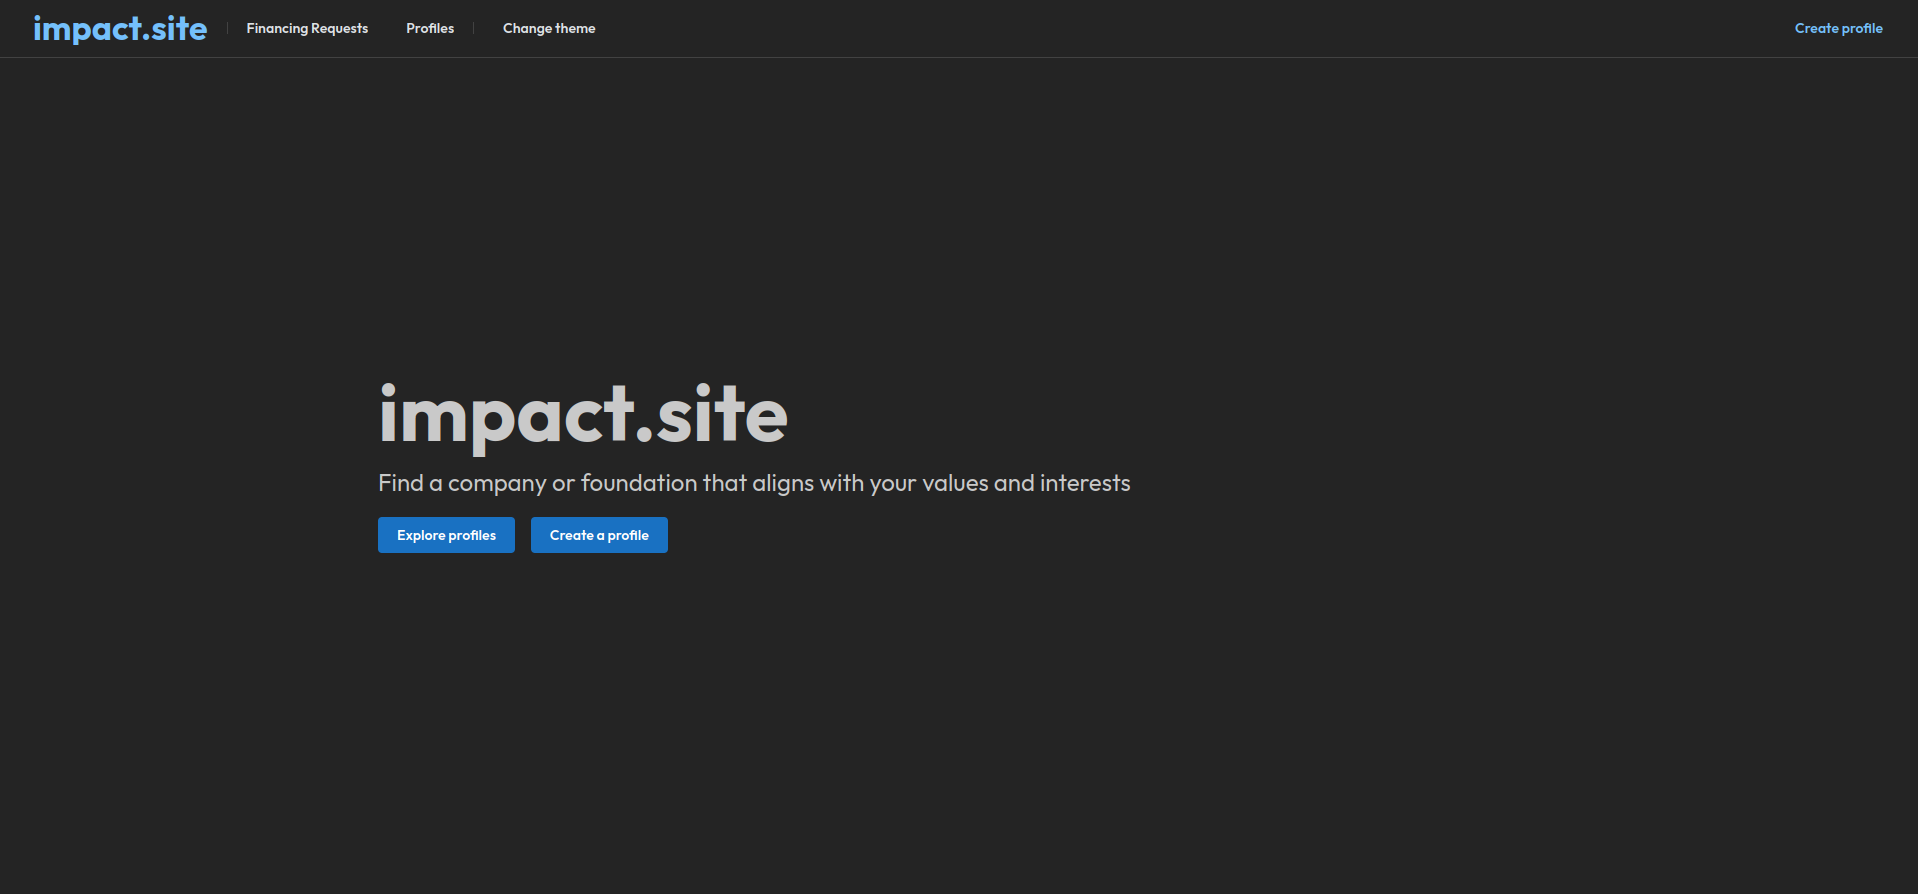 impact.site
Financing Requests
Profiles
Change theme
Create profile
impact.site
Find a company or foundation that aligns with your values and interests
Explore profiles
Create a profile